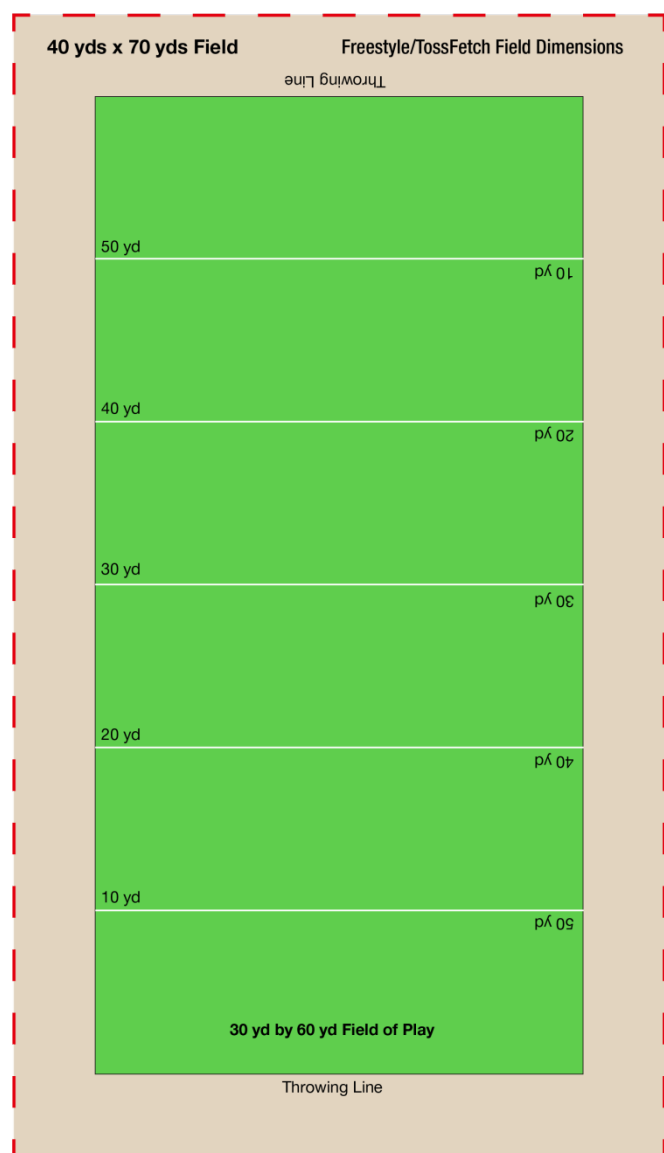 40 yds x 70 yds Field
Freestyle/TossFetch Field Dimensions
Throwing Line
50 yd
10 yd
40 yd
20 yd
30 yd
30 yd
20 yd
40 yd
10 yd
50 yd
30 yd by 60 yd Field of Play
Throwing Line